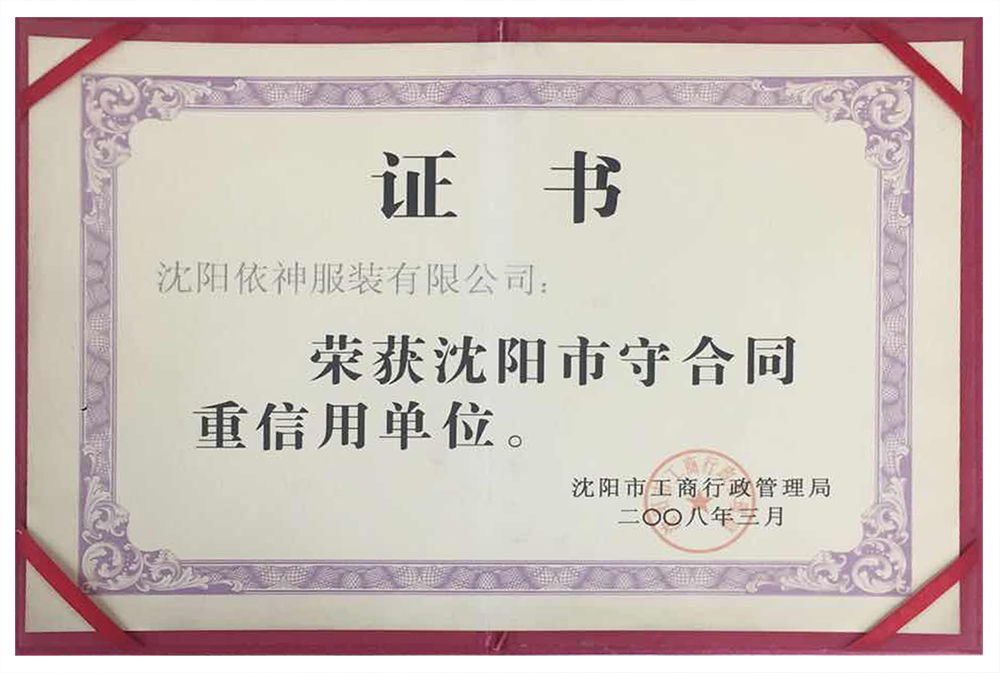 证书
沈阳依神服装有限公司：
荣获沈阳市守合同
重信用单位。
沈阳市工商行政管理局
二〇〇八年三月